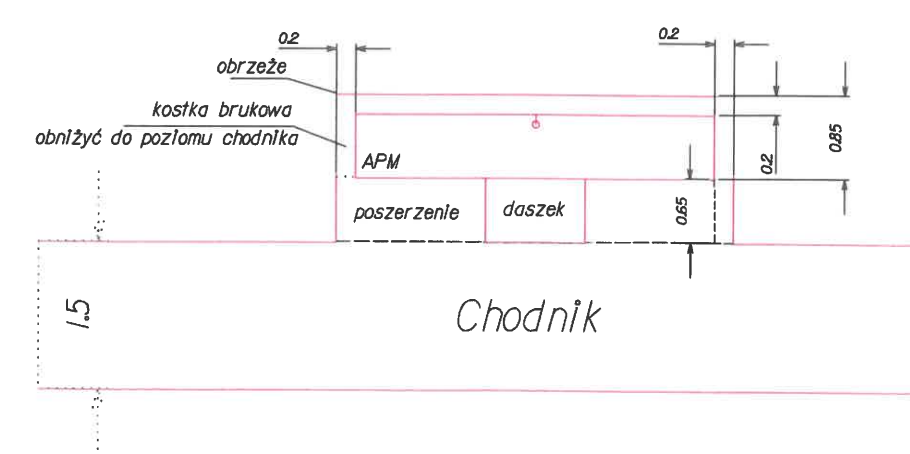 0.2
0.2
obrzeże
kostka brukowa
obniżyć do poziomu chodnika
APM
0.2
0.85
poszerzenie
daszek
0.65
1.5
Chodnik